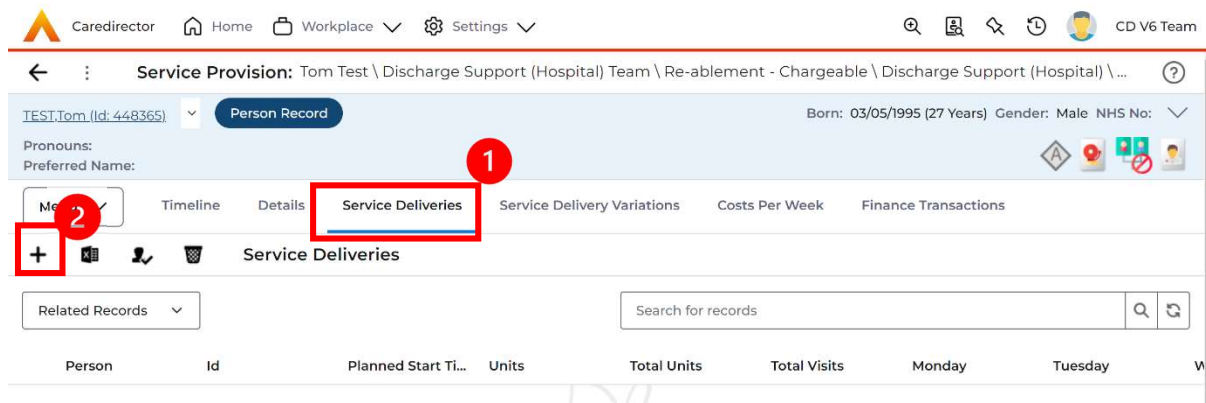 Caredirector Home Workplace Settings CD V6 Team
Service Provision: Tom Test \ Discharge Support (Hospital) Team \ Re-ablement - Chargeable \ Discharge Support (Hospital) \ ...
TEST,Tom (Id: 448365) Person Record Born: 03/05/1995 (27 Years) Gender: Male NHS No:
Pronouns:
Preferred Name:
1
2
Timeline Details Service Deliveries Service Delivery Variations Costs Per Week Finance Transactions
Service Deliveries
Related Records Search for records
Person Id Planned Start Ti... Units Total Units Total Visits Monday Tuesday